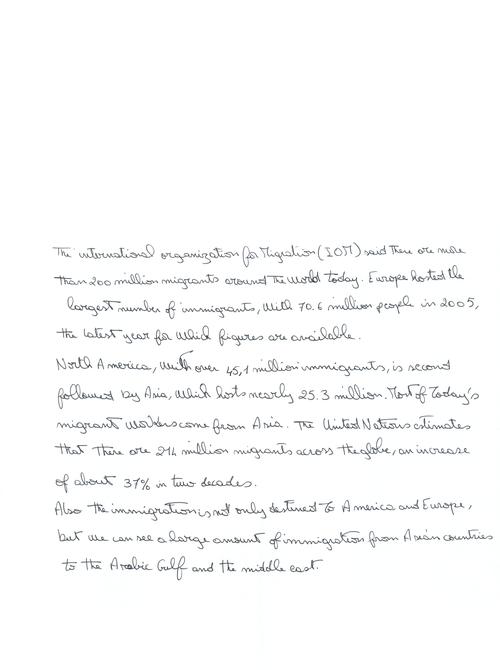 The international organization for Migration (IOM) said there are more
than 200 million migrants around the world today. Europe hosted the
largest number of immigrants, with 70.6 million people in 2005,
the latest year for which figures are available.
North America, with over 45,1 million immigrants, is second
followed by Asia, which hosts nearly 25.3 million. Most of Today's
migrant workers come from Asia. The United Nations estimates
that there are 214 million migrants across the globe, an increase
of about 37% in two decades.
Also the immigration is not only destined to America and Europe,
but we can see a large amount of immigration from Asian countries
to the Arabic Gulf and the middle east.